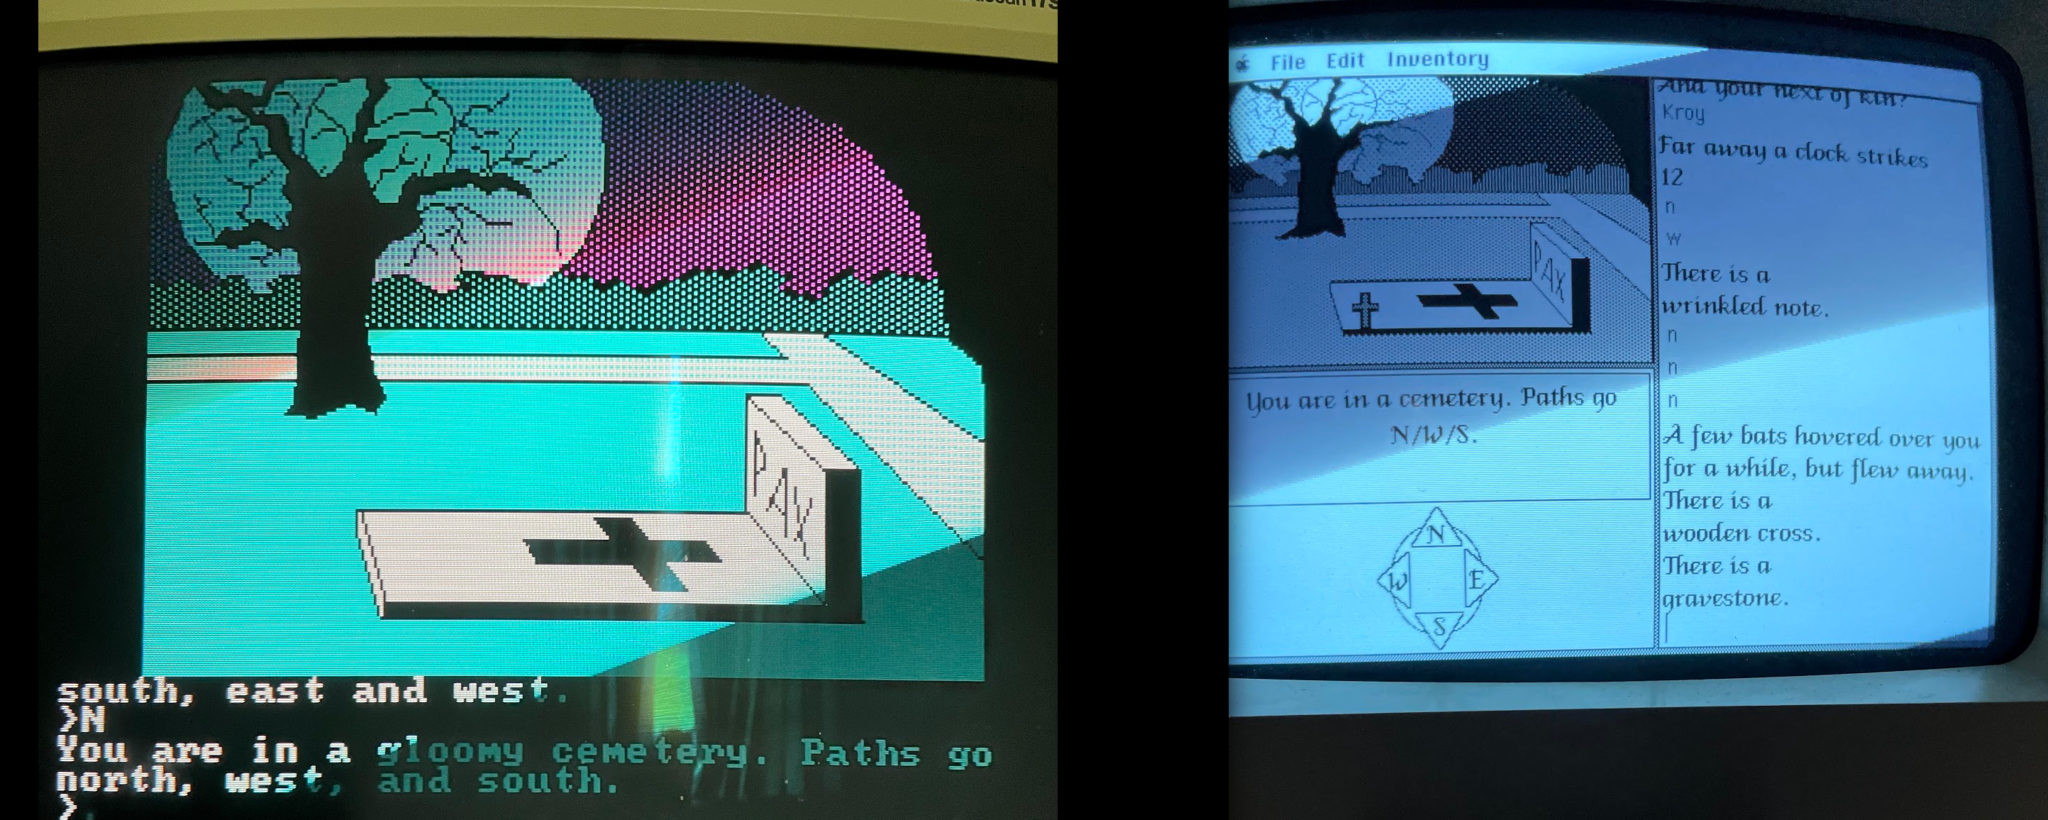 PAX
south, east and west.
>N
You are in a gloomy cemetery. Paths go
north, west, and south.
>
File Edit Inventory
PAX
You are in a cemetery. Paths go
N/W/S.
N
W E
S
And your next of kin?
Kroy
Far away a clock strikes
12
n
w
There is a
wrinkled note.
n
n
n
A few bats hovered over you
for a while, but flew away.
There is a
wooden cross.
There is a
gravestone.